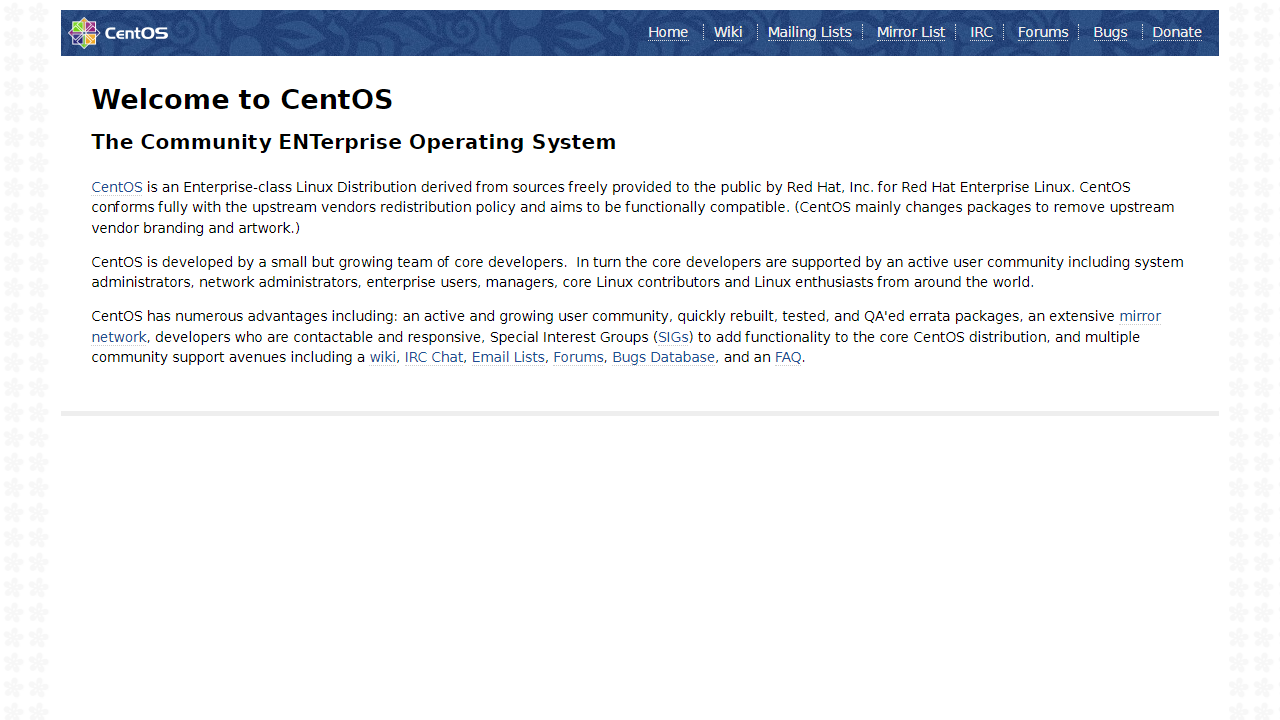 CentOS
Home Wiki Mailing Lists Mirror List IRC Forums Bugs Donate
Welcome to CentOS
The Community ENTerprise Operating System
CentOS is an Enterprise-class Linux Distribution derived from sources freely provided to the public by Red Hat, Inc. for Red Hat Enterprise Linux. CentOS
conforms fully with the upstream vendors redistribution policy and aims to be functionally compatible. (CentOS mainly changes packages to remove upstream
vendor branding and artwork.)
CentOS is developed by a small but growing team of core developers.  In turn the core developers are supported by an active user community including system
administrators, network administrators, enterprise users, managers, core Linux contributors and Linux enthusiasts from around the world.
CentOS has numerous advantages including: an active and growing user community, quickly rebuilt, tested, and QA'ed errata packages, an extensive mirror
network, developers who are contactable and responsive, Special Interest Groups (SIGs) to add functionality to the core CentOS distribution, and multiple
community support avenues including a wiki, IRC Chat, Email Lists, Forums, Bugs Database, and an FAQ.